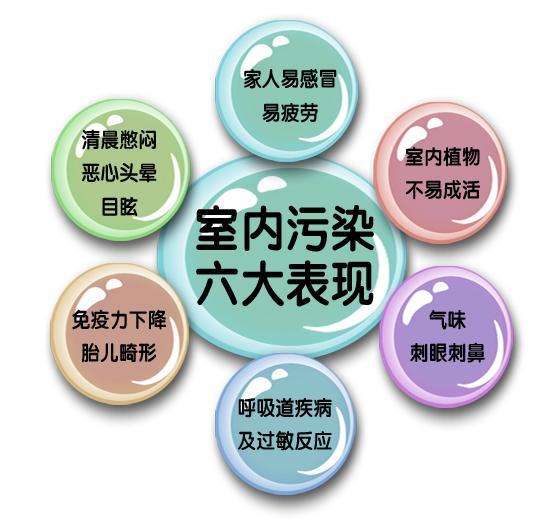 室内污染
六大表现
家人易感冒
易疲劳
室内植物
不易成活
气味
刺眼刺鼻
呼吸道疾病
及过敏反应
免疫力下降
胎儿畸形
清晨憋闷
恶心头晕
目眩